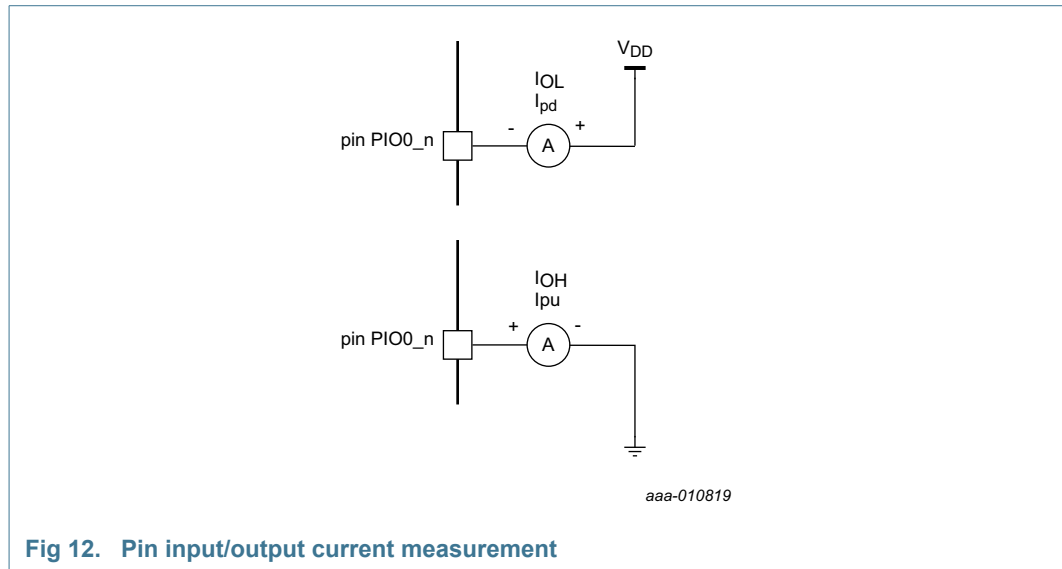 VDD
IOL
Ipd
- +
pin PIO0_n
A
IOH
Ipu
+ -
pin PIO0_n
A
aaa-010819
Fig 12. Pin input/output current measurement